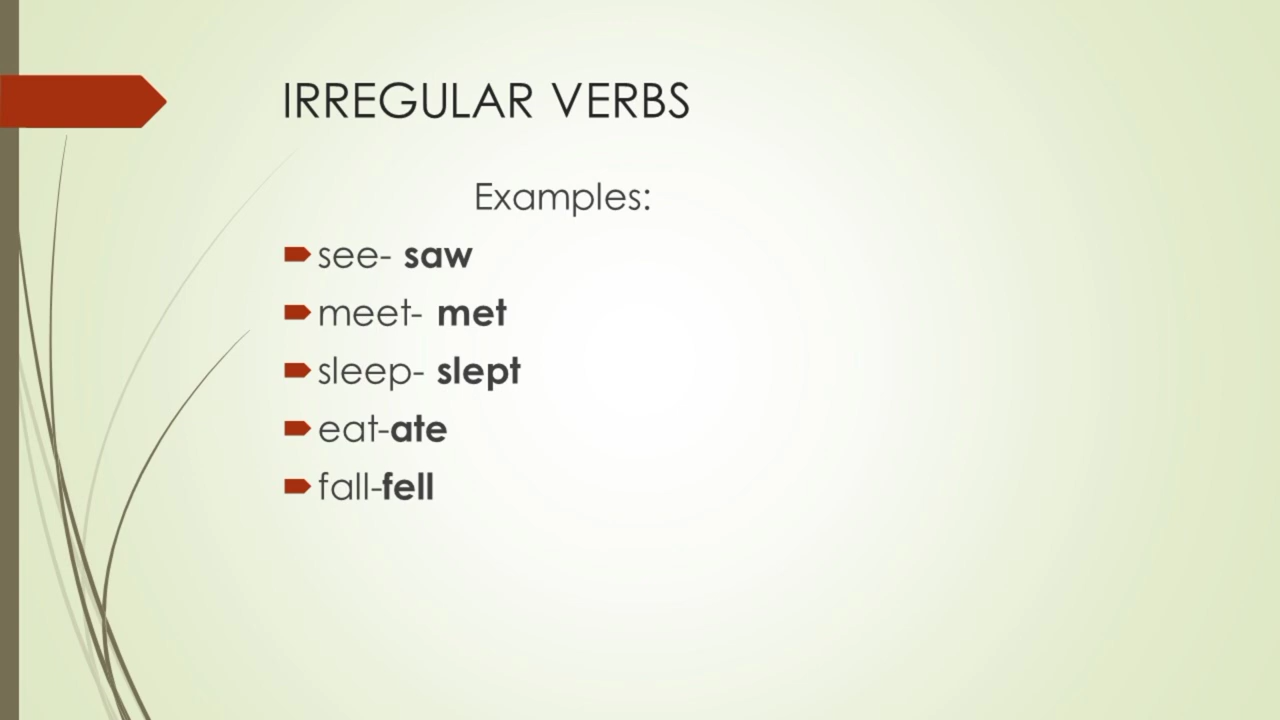 IRREGULAR VERBS
Examples:
see- saw
meet- met
sleep- slept
eat-ate
fall-fell